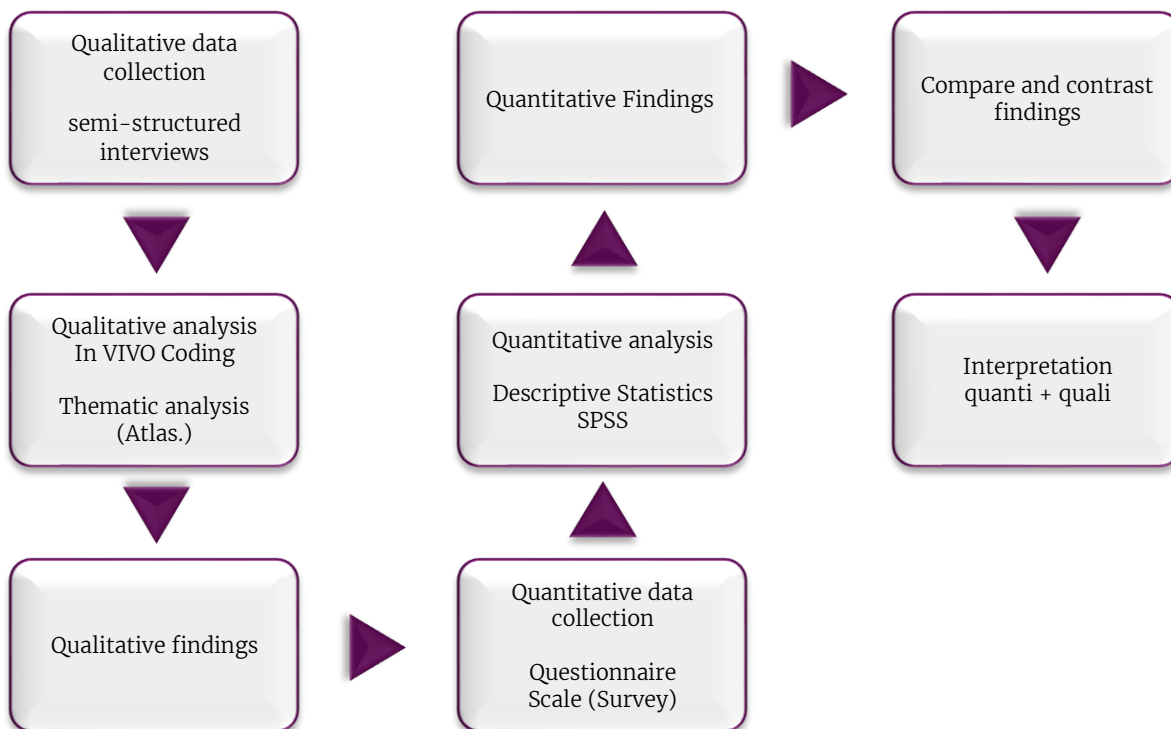 Qualitative data
collection
semi-structured
interviews
Qualitative analysis
In VIVO Coding
Thematic analysis
(Atlas.)
Qualitative findings
Quantitative data
collection
Questionnaire
Scale (Survey)
Quantitative analysis
Descriptive Statistics
SPSS
Quantitative Findings
Compare and contrast
findings
Interpretation
quanti + quali